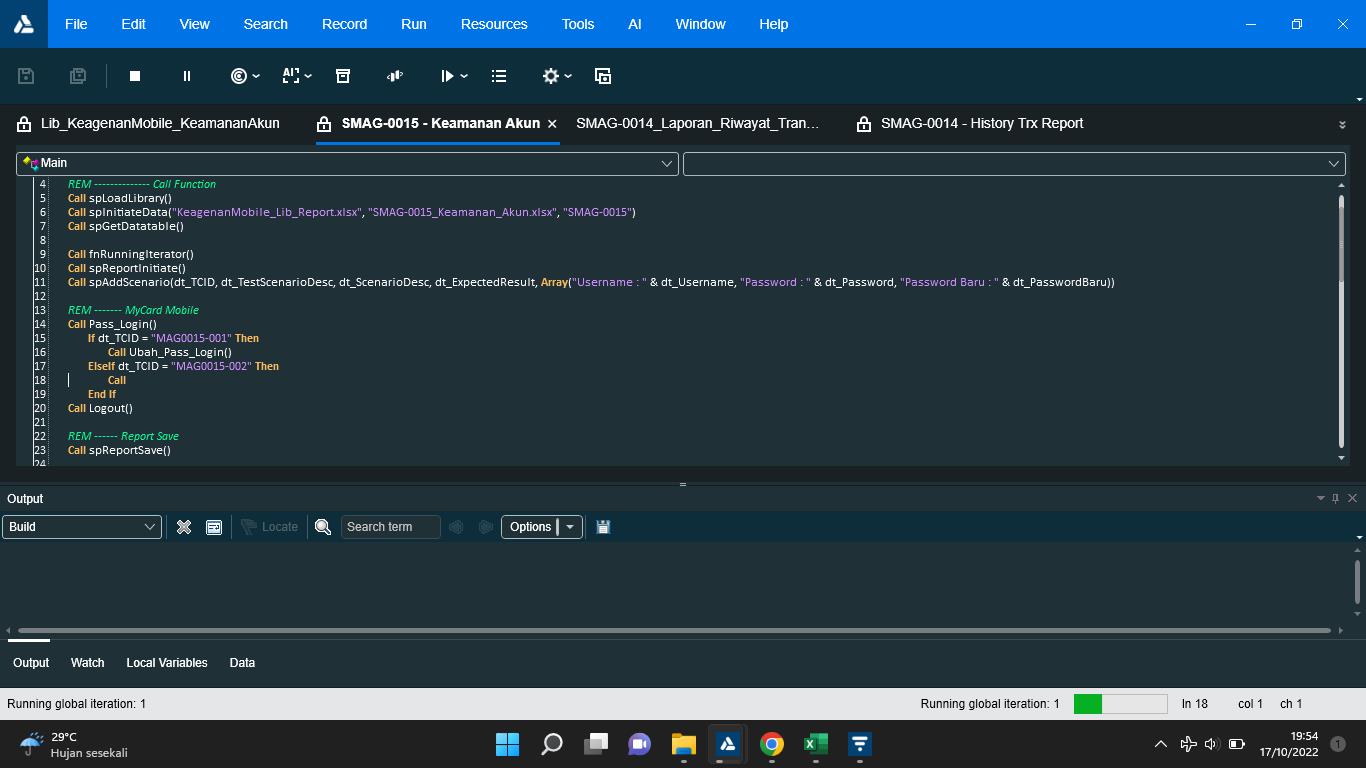 File Edit View Search Record Run Resources Tools AI Window Help
AI
Lib_KeagenanMobile_KeamananAkun SMAG-0015 - Keamanan Akun × SMAG-0014_Laporan_Riwayat_Tran... SMAG-0014 - History Trx Report
Main
4 REM -------------- Call Function
5 Call spLoadLibrary()
6 Call spInitiateData("KeagenanMobile_Lib_Report.xlsx", "SMAG-0015_Keamanan_Akun.xlsx", "SMAG-0015")
7 Call spGetDatatable()
8
9 Call fnRunningIterator()
10 Call spReportInitiate()
11 Call spAddScenario(dt_TCID, dt_TestScenarioDesc, dt_ScenarioDesc, dt_ExpectedResult, Array("Username : " & dt_Username, "Password : " & dt_Password, "Password Baru : " & dt_PasswordBaru))
12
13 REM ------- MyCard Mobile
14 Call Pass_Login()
15 If dt_TCID = "MAG0015-001" Then
16 Call Ubah_Pass_Login()
17 ElseIf dt_TCID = "MAG0015-002" Then
18 Call
19 End If
20 Call Logout()
21
22 REM ------ Report Save
23 Call spReportSave()
24
Output
Build Locate Search term Options
Output Watch Local Variables Data
Running global iteration: 1 Running global iteration: 1 ln 18 col 1 ch 1
29°C
Hujan sesekali
19:54
17/10/2022
1